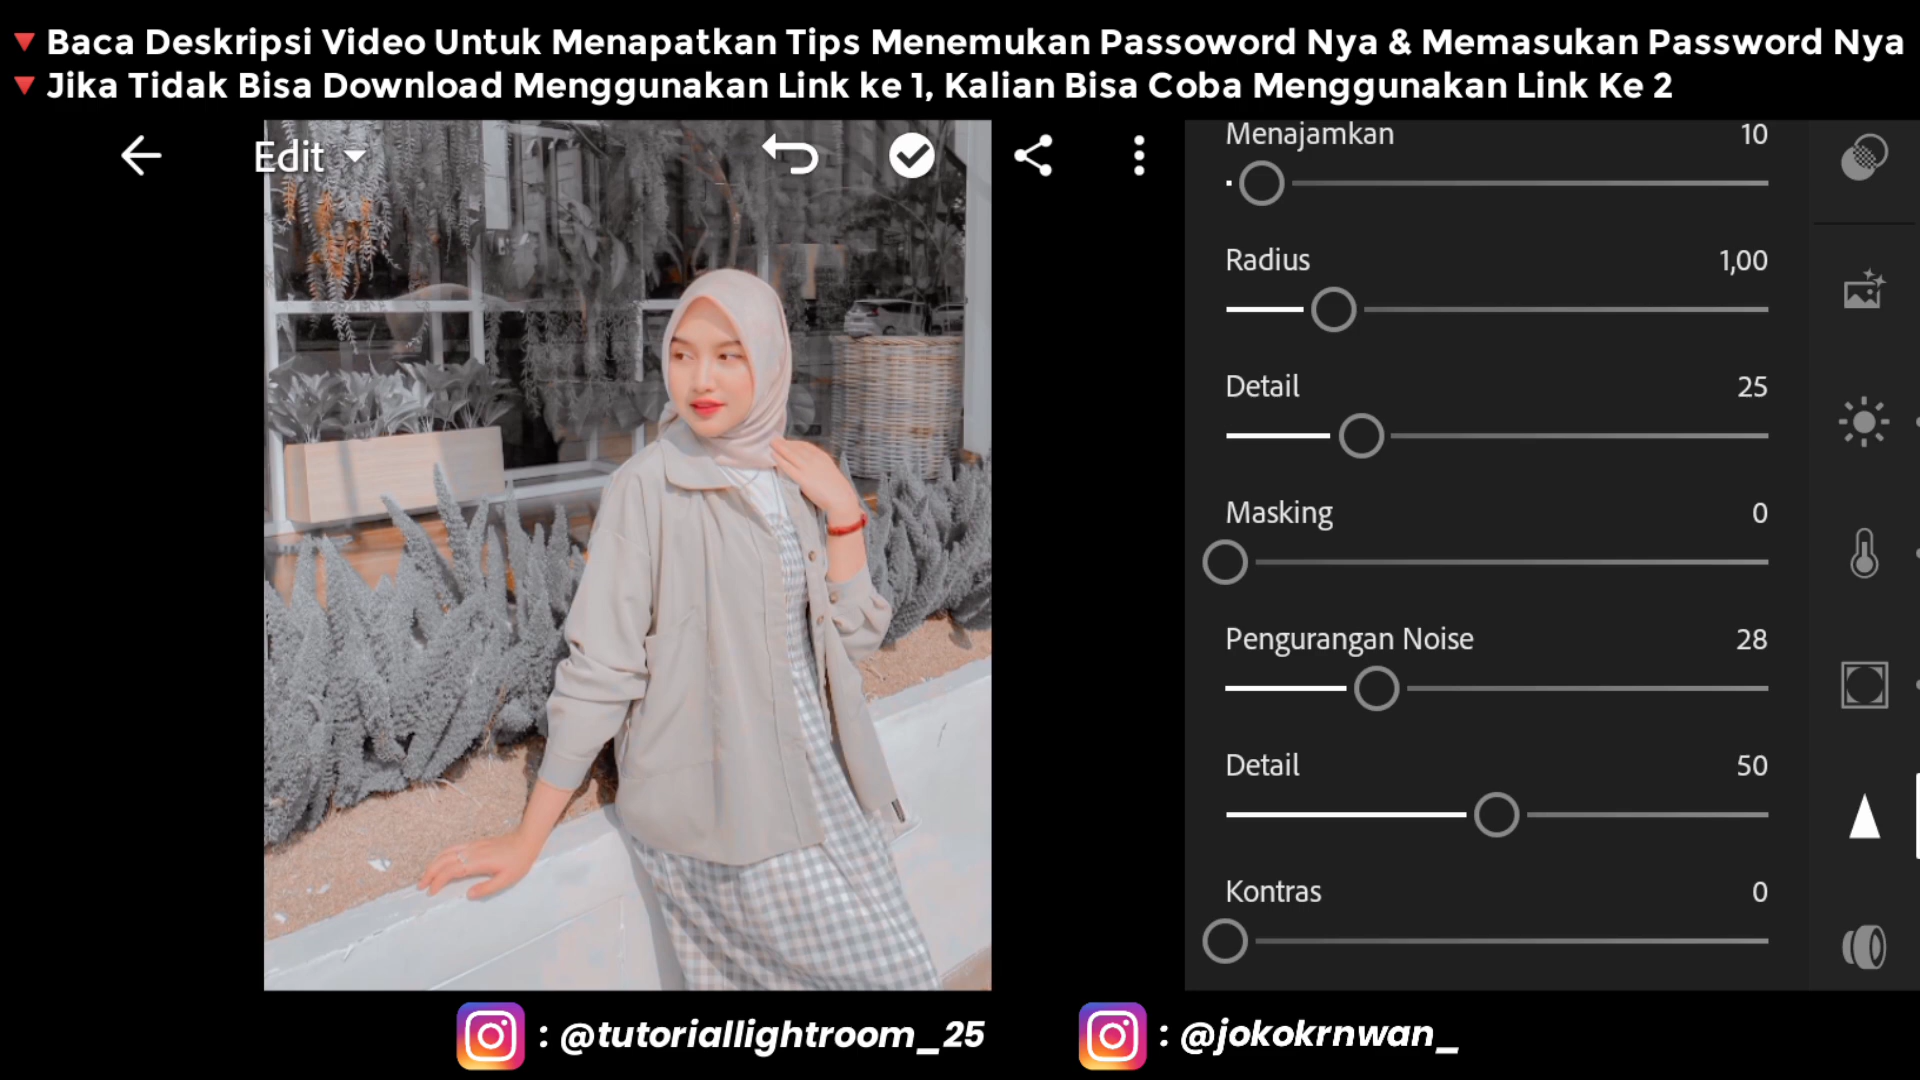 Baca Deskripsi Video Untuk Menapatkan Tips Menemukan Passoword Nya & Memasukan Password Nya
Jika Tidak Bisa Download Menggunakan Link ke 1, Kalian Bisa Coba Menggunakan Link Ke 2
Edit
Menajamkan 10
Radius 1,00
Detail 25
Masking 0
Pengurangan Noise 28
Detail 50
Kontras 0
: @tutoriallightroom_25
: @jokokrnwan_